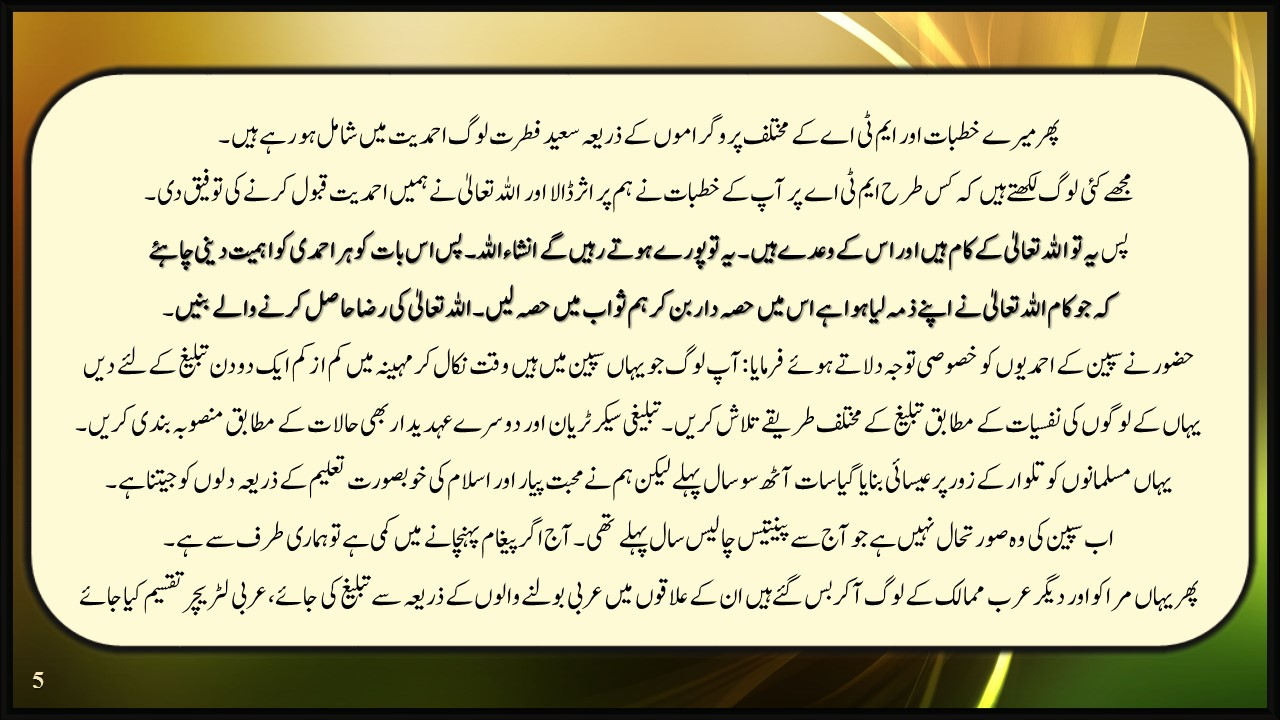 پھر میرے خطبات اور ایم ٹی اے کے مختلف پروگراموں کے ذریعہ سعید فطرت لوگ احمدیت میں شامل ہو رہے ہیں۔
مجھے کئی لوگ لکھتے ہیں کہ کس طرح ایم ٹی اے پر آپ کے خطبات نے ہم پر اثر ڈالا اور اللہ تعالیٰ نے ہمیں احمدیت قبول کرنے کی توفیق دی۔
پس یہ تو اللہ تعالیٰ کے کام ہیں اور اس کے وعدے ہیں۔ یہ تو پورے ہوتے رہیں گے انشاءاللہ۔ پس اس بات کو ہر احمدی کو اہمیت دینی چاہئے
کہ جو کام اللہ تعالیٰ نے اپنے ذمہ لیا ہوا ہے اس میں حصہ دار بن کر ہم ثواب میں حصہ لیں۔ اللہ تعالیٰ کی رضا حاصل کرنے والے بنیں۔
حضور نے سپین کے احمدیوں کو خصوصی توجہ دلاتے ہوئے فرمایا: آپ لوگ جو یہاں سپین میں ہیں وقت نکال کر مہینہ میں کم از کم ایک دو دن تبلیغ کے لئے دیں
یہاں کے لوگوں کی نفسیات کے مطابق تبلیغ کے مختلف طریقے تلاش کریں۔ تبلیغی سیکرٹریان اور دوسرے عہدیدار بھی حالات کے مطابق منصوبہ بندی کریں۔
یہاں مسلمانوں کو تلوار کے زور پر عیسائی بنایا گیا سات آٹھ سو سال پہلے لیکن ہم نے محبت پیار اور اسلام کی خوبصورت تعلیم کے ذریعہ دلوں کو جیتنا ہے۔
اب سپین کی وہ صورتحال نہیں ہے جو آج سے پینتیس چالیس سال پہلے تھی۔ آج اگر پیغام پہنچانے میں کمی ہے تو ہماری طرف سے ہے۔
پھر یہاں مراکو اور دیگر عرب ممالک کے لوگ آ کر بس گئے ہیں ان کے علاقوں میں عربی بولنے والوں کے ذریعہ سے تبلیغ کی جائے، عربی لٹریچر تقسیم کیا جائے
5